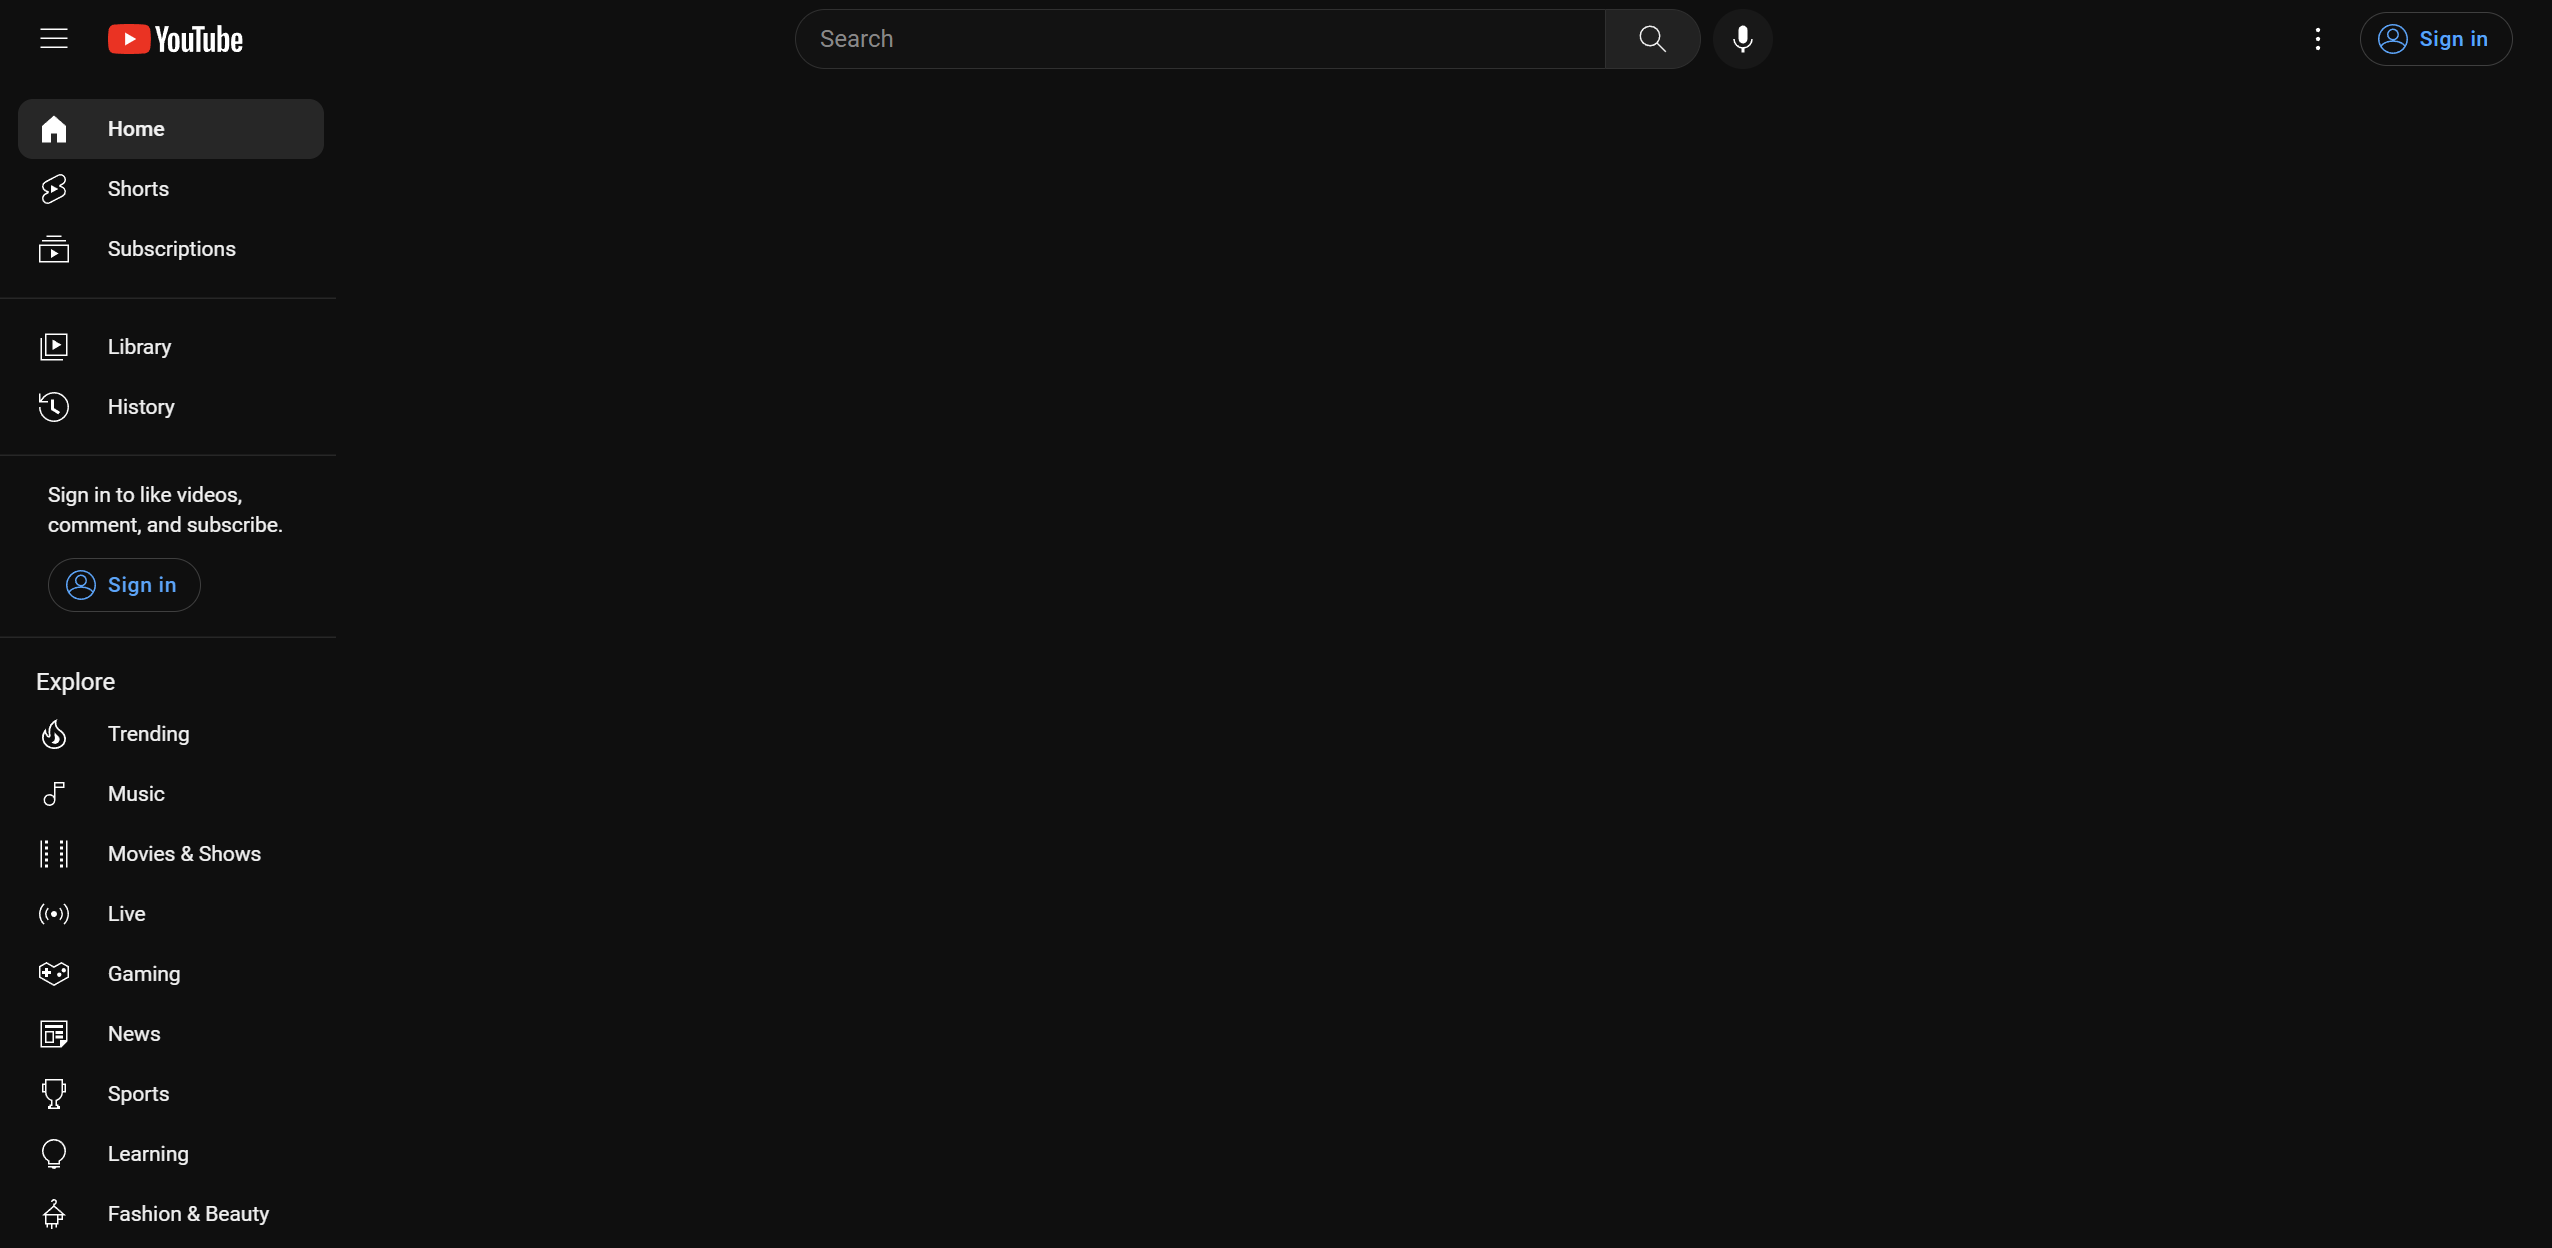 YouTube
Search
Sign in
Home
Shorts
Subscriptions
Library
History
Sign in to like videos,
comment, and subscribe.
Sign in
Explore
Trending
Music
Movies & Shows
Live
Gaming
News
Sports
Learning
Fashion & Beauty